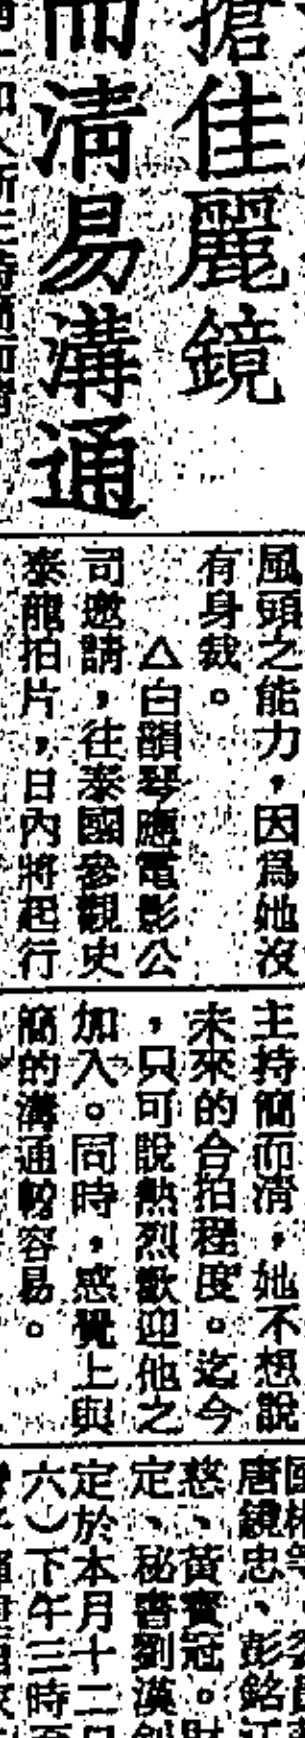 搶佳麗鏡
而清易溝通
風頭之能力，因爲她沒
有身裁。
△白韻琴應電影公
司邀請，往泰國參觀史
泰龍拍片，日內將起行
主持簡而清，她不想說
未來的合拍程度。迄今
，只可說熱烈歡迎他之
加入。同時，感覺上與
簡的溝通較容易。
唐鏡忠、彭銘江
慈、黃寳冠。財
定、秘書劉漢釗
定於本月十二日
六）下午三時至